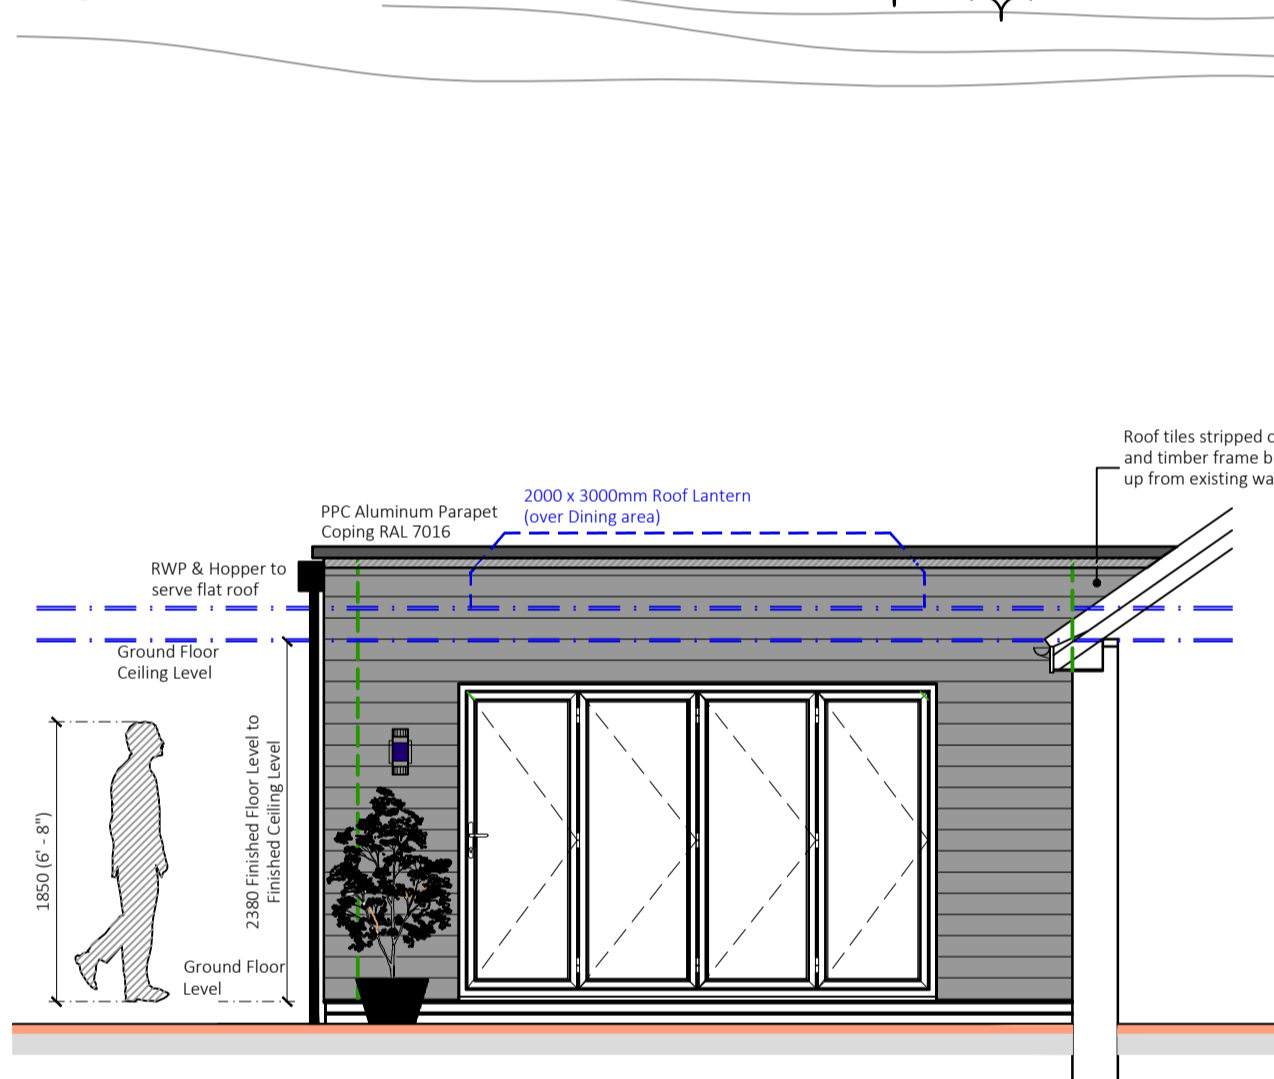 Roof tiles stripped
and timber frame
up from existing
2000 x 3000mm Roof Lantern
(over Dining area)
PPC Aluminum Parapet
Coping RAL 7016
RWP & Hopper to
serve flat roof
Ground Floor
Ceiling Level
2380 Finished Floor Level to
Finished Ceiling Level
1850 (6' - 8")
Ground Floor
Level